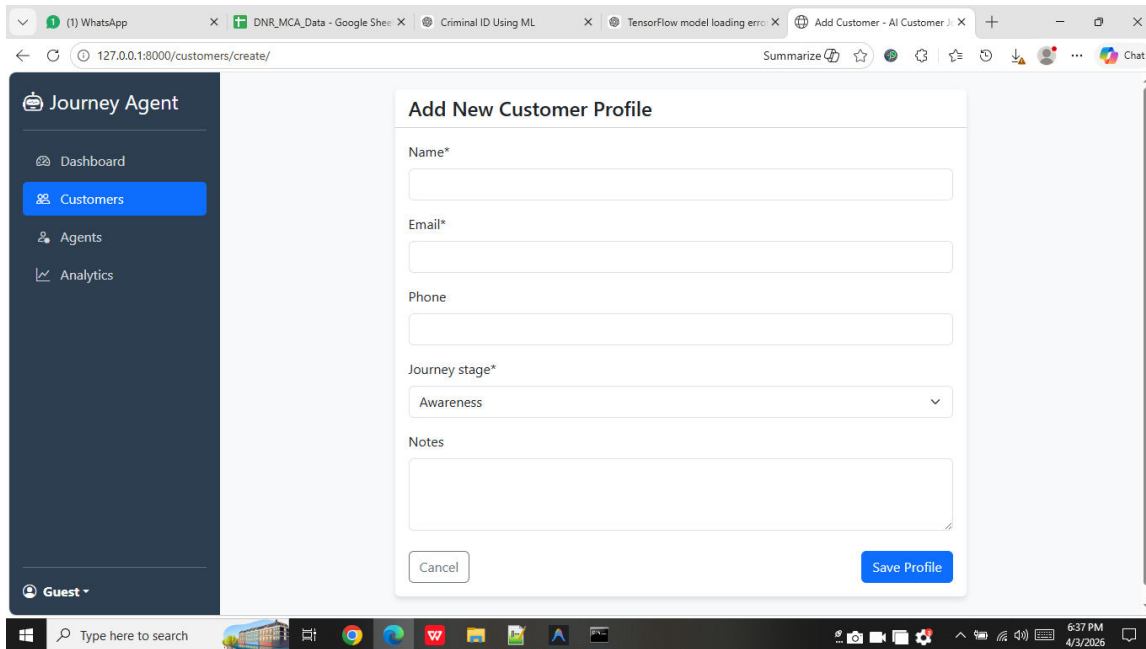 (1) WhatsApp
DNR_MCA_Data - Google Shee
Criminal ID Using ML
TensorFlow model loading erro
Add Customer - AI Customer Jo
127.0.0.1:8000/customers/create/
Summarize
Chat
Journey Agent
Dashboard
Customers
Agents
Analytics
Guest
Add New Customer Profile
Name*
Email*
Phone
Journey stage*
Awareness
Notes
Cancel
Save Profile
Type here to search
6:37 PM
4/3/2026